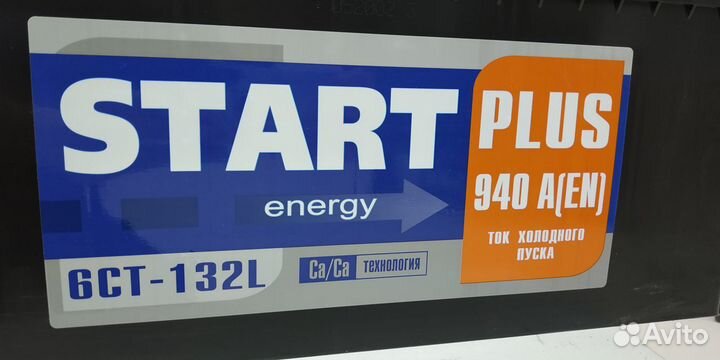 START
PLUS
940 A(EN)
energy
ТОК ХОЛОДНОГО
ПУСКА
6СТ-132L
Ca/Ca ТЕХНОЛОГИЯ
Avito